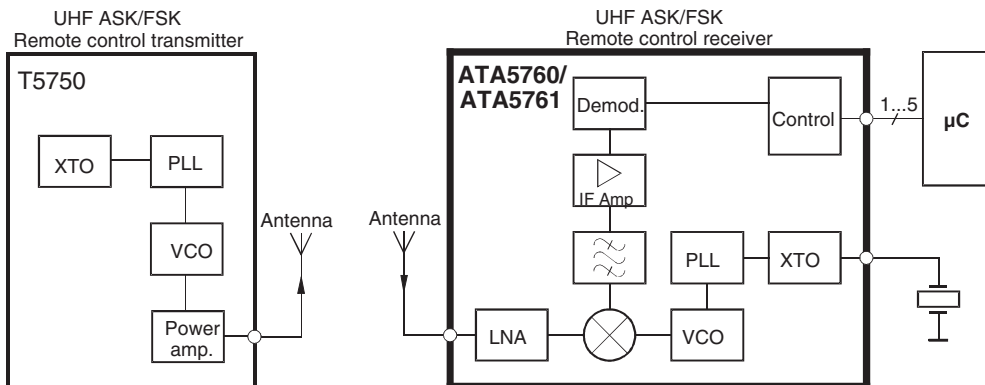 UHF ASK/FSK
Remote control transmitter
T5750
XTO
PLL
VCO
Power
amp.
Antenna
UHF ASK/FSK
Remote control receiver
ATA5760/
ATA5761
Demod.
Control
1...5
µC
IF Amp
Antenna
PLL
XTO
LNA
VCO